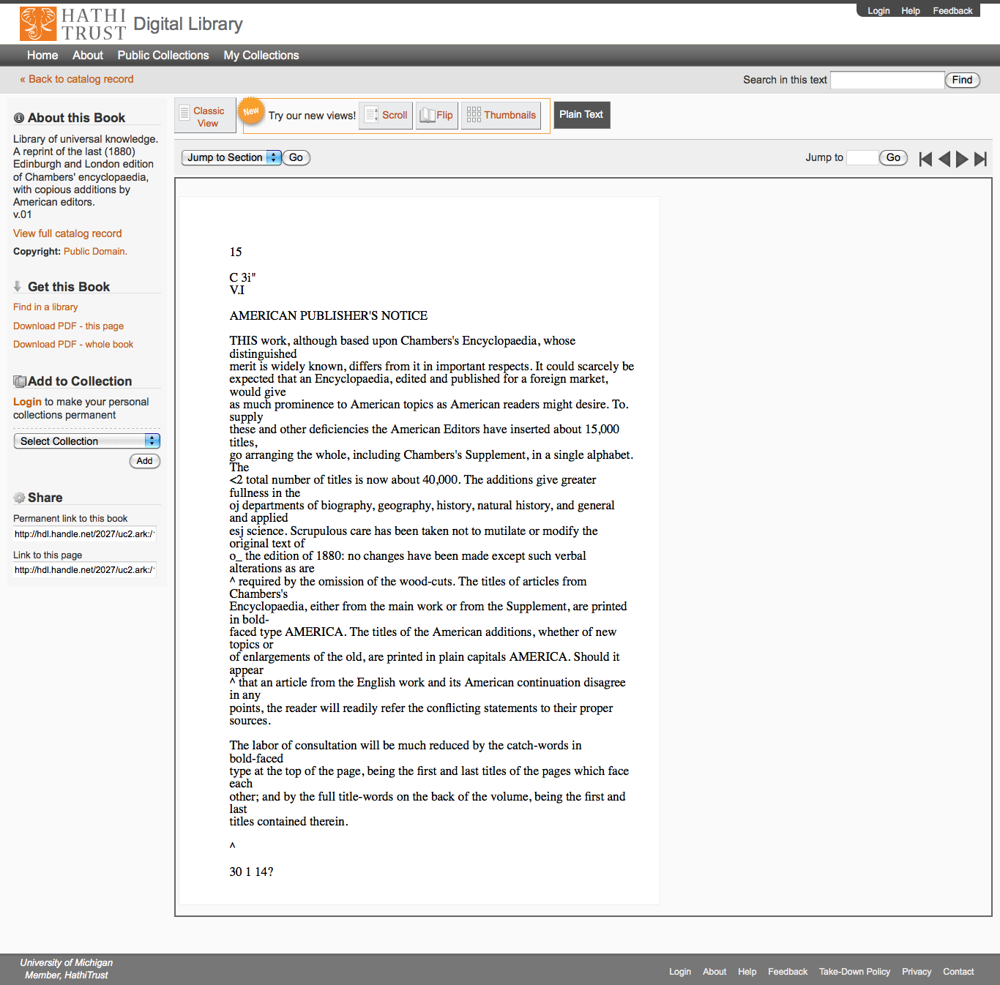 Login Help Feedback
HATHI TRUST Digital Library
Home About Public Collections My Collections
« Back to catalog record
Search in this text Find
About this Book
Library of universal knowledge.
A reprint of the last (1880)
Edinburgh and London edition
of Chambers' encyclopaedia,
with copious additions by
American editors.
v.01
View full catalog record
Copyright: Public Domain.
Get this Book
Find in a library
Download PDF - this page
Download PDF - whole book
Add to Collection
Login to make your personal
collections permanent
Select Collection
Add
Share
Permanent link to this book
http://hdl.handle.net/2027/uc2.ark:/
Link to this page
http://hdl.handle.net/2027/uc2.ark:/
Classic View
New
Try our new views! Scroll Flip Thumbnails
Plain Text
Jump to Section Go
Jump to Go
15
C 3i"
V.I
AMERICAN PUBLISHER'S NOTICE
THIS work, although based upon Chambers's Encyclopaedia, whose
distinguished
merit is widely known, differs from it in important respects. It could scarcely be
expected that an Encyclopaedia, edited and published for a foreign market,
would give
as much prominence to American topics as American readers might desire. To.
supply
these and other deficiencies the American Editors have inserted about 15,000
titles,
go arranging the whole, including Chambers's Supplement, in a single alphabet.
The
<2 total number of titles is now about 40,000. The additions give greater
fullness in the
oj departments of biography, geography, history, natural history, and general
and applied
esj science. Scrupulous care has been taken not to mutilate or modify the
original text of
o_ the edition of 1880: no changes have been made except such verbal
alterations as are
^ required by the omission of the wood-cuts. The titles of articles from
Chambers's
Encyclopaedia, either from the main work or from the Supplement, are printed
in bold-
faced type AMERICA. The titles of the American additions, whether of new
topics or
of enlargements of the old, are printed in plain capitals AMERICA. Should it
appear
^ that an article from the English work and its American continuation disagree
in any
points, the reader will readily refer the conflicting statements to their proper
sources.
The labor of consultation will be much reduced by the catch-words in
bold-faced
type at the top of the page, being the first and last titles of the pages which face
each
other; and by the full title-words on the back of the volume, being the first and
last
titles contained therein.
^
30 1 14?
University of Michigan
Member, HathiTrust
Login About Help Feedback Take-Down Policy Privacy Contact